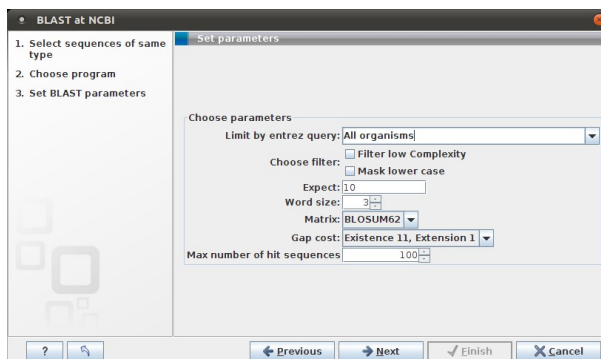 BLAST at NCBI
1. Select sequences of same
type
2. Choose program
3. Set BLAST parameters
Set parameters
Choose parameters
Limit by entrez query: All organisms
Choose filter:
Filter low Complexity
Mask lower case
Expect: 10
Word size: 3
Matrix: BLOSUM62
Gap cost: Existence 11, Extension 1
Max number of hit sequences 100
?
Previous
Next
Finish
Cancel